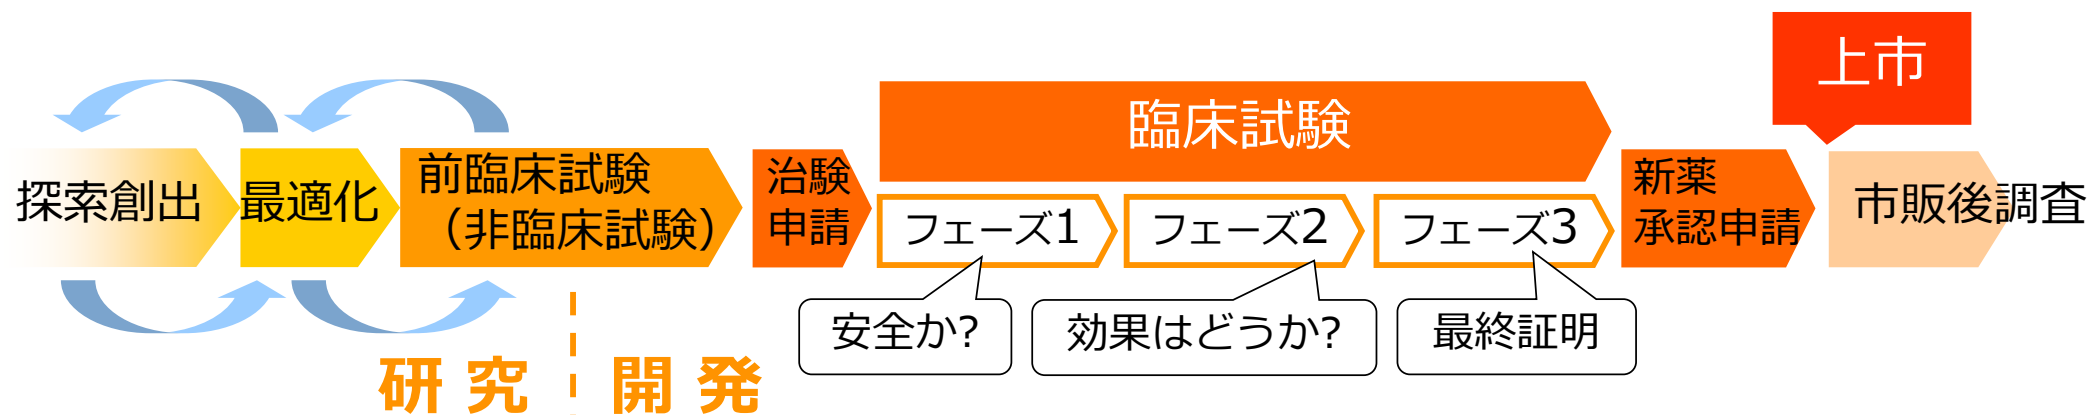 上市
臨床試験
探索創出
最適化
前臨床試験
（非臨床試験）
治験
申請
フェーズ1
フェーズ2
フェーズ3
新薬
承認申請
市販後調査
安全か?
効果はどうか?
最終証明
研究
開発